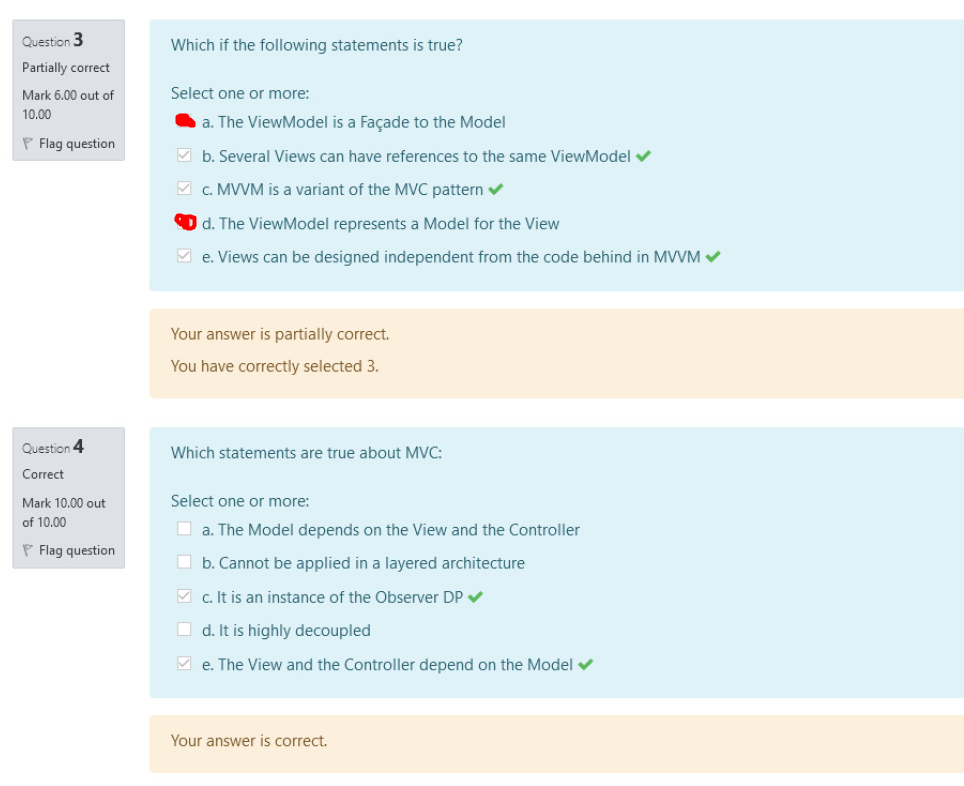 Question 3
Partially correct
Mark 6.00 out of
10.00
Flag question
Which if the following statements is true?
Select one or more:
a. The ViewModel is a Façade to the Model
b. Several Views can have references to the same ViewModel
c. MVVM is a variant of the MVC pattern
d. The ViewModel represents a Model for the View
e. Views can be designed independent from the code behind in MVVM
Your answer is partially correct.
You have correctly selected 3.
Question 4
Correct
Mark 10.00 out
of 10.00
Flag question
Which statements are true about MVC:
Select one or more:
a. The Model depends on the View and the Controller
b. Cannot be applied in a layered architecture
c. It is an instance of the Observer DP
d. It is highly decoupled
e. The View and the Controller depend on the Model
Your answer is correct.